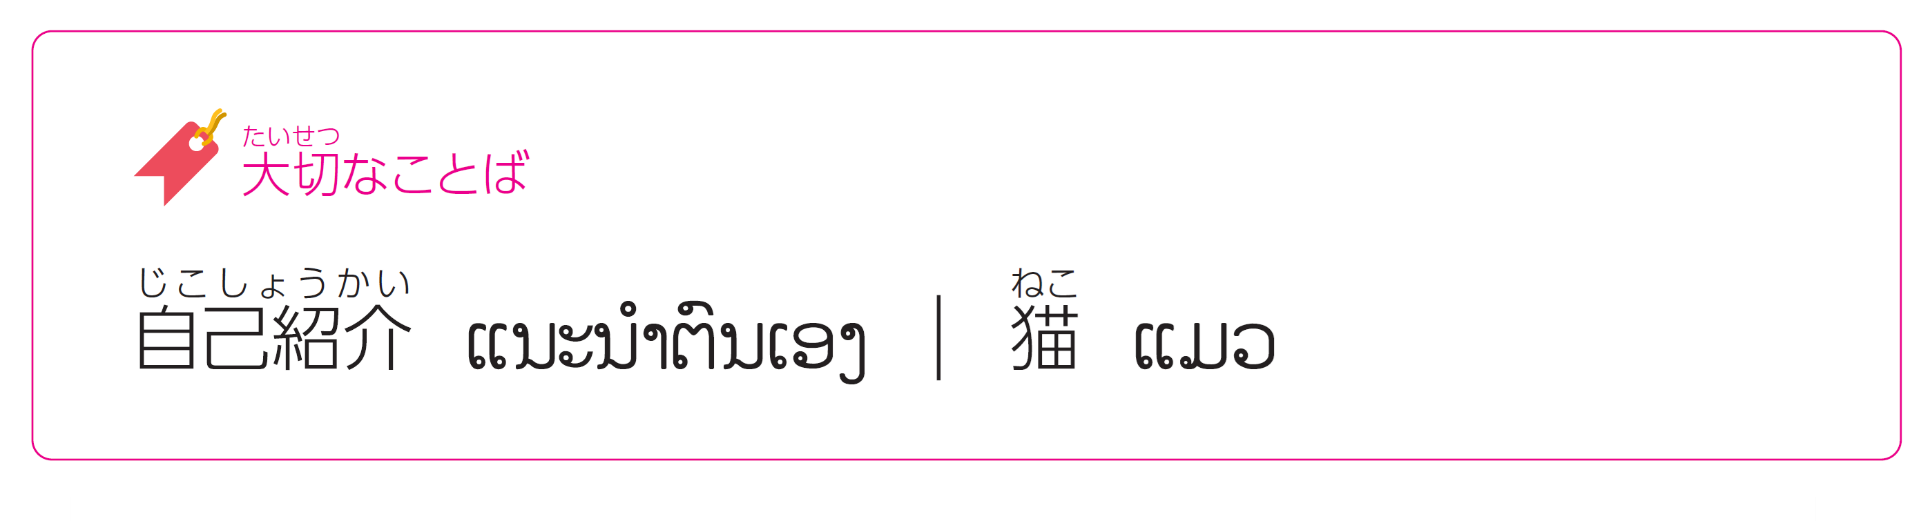 たいせつ
大切なことば
じこしょうかい ねこ
自己紹介 ແນະນຳຕົນເອງ | 猫 ແມວ